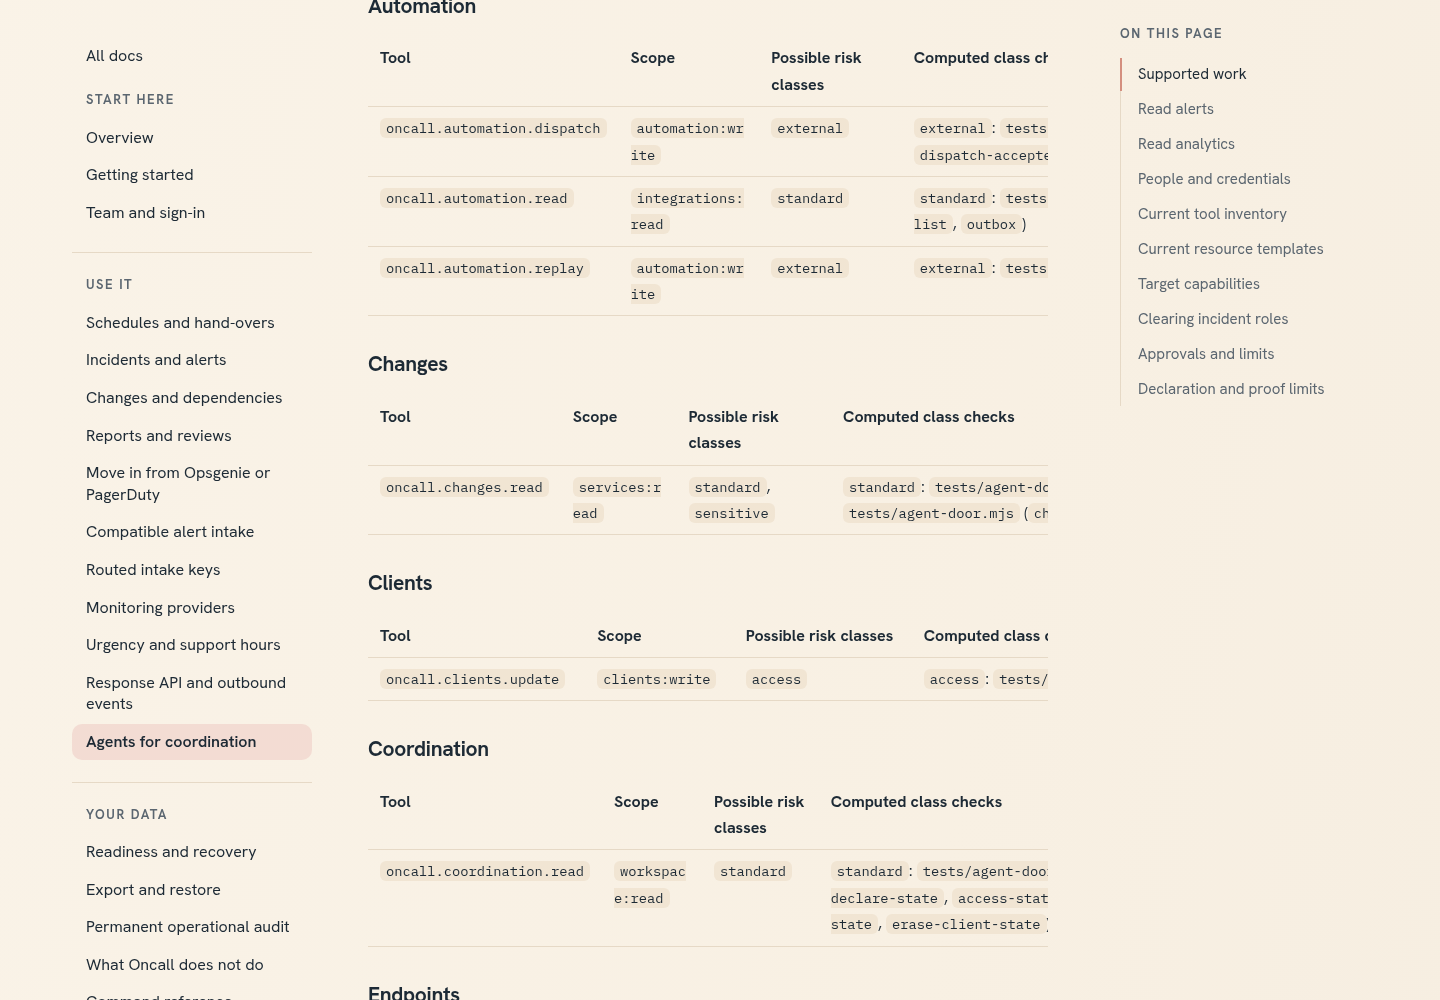 All docs
START HERE
Overview
Getting started
Team and sign-in
USE IT
Schedules and hand-overs
Incidents and alerts
Changes and dependencies
Reports and reviews
Move in from Opsgenie or
PagerDuty
Compatible alert intake
Routed intake keys
Monitoring providers
Urgency and support hours
Response API and outbound
events
Agents for coordination
YOUR DATA
Readiness and recovery
Export and restore
Permanent operational audit
What Oncall does not do
Command reference
Automation
Tool Scope Possible risk Computed class ch
classes
oncall.automation.dispatch automation:wr external external: tests
ite dispatch-accepte
oncall.automation.read integrations: standard standard: tests
read list, outbox)
oncall.automation.replay automation:wr external external: tests
ite
Changes
Tool Scope Possible risk Computed class checks
classes
oncall.changes.read services:r standard, standard: tests/agent-do
ead sensitive tests/agent-door.mjs (ch
Clients
Tool Scope Possible risk classes Computed class c
oncall.clients.update clients:write access access: tests/
Coordination
Tool Scope Possible risk Computed class checks
classes
oncall.coordination.read workspac standard standard: tests/agent-door
e:read declare-state, access-stat
state, erase-client-state)
Endpoints
ON THIS PAGE
Supported work
Read alerts
Read analytics
People and credentials
Current tool inventory
Current resource templates
Target capabilities
Clearing incident roles
Approvals and limits
Declaration and proof limits